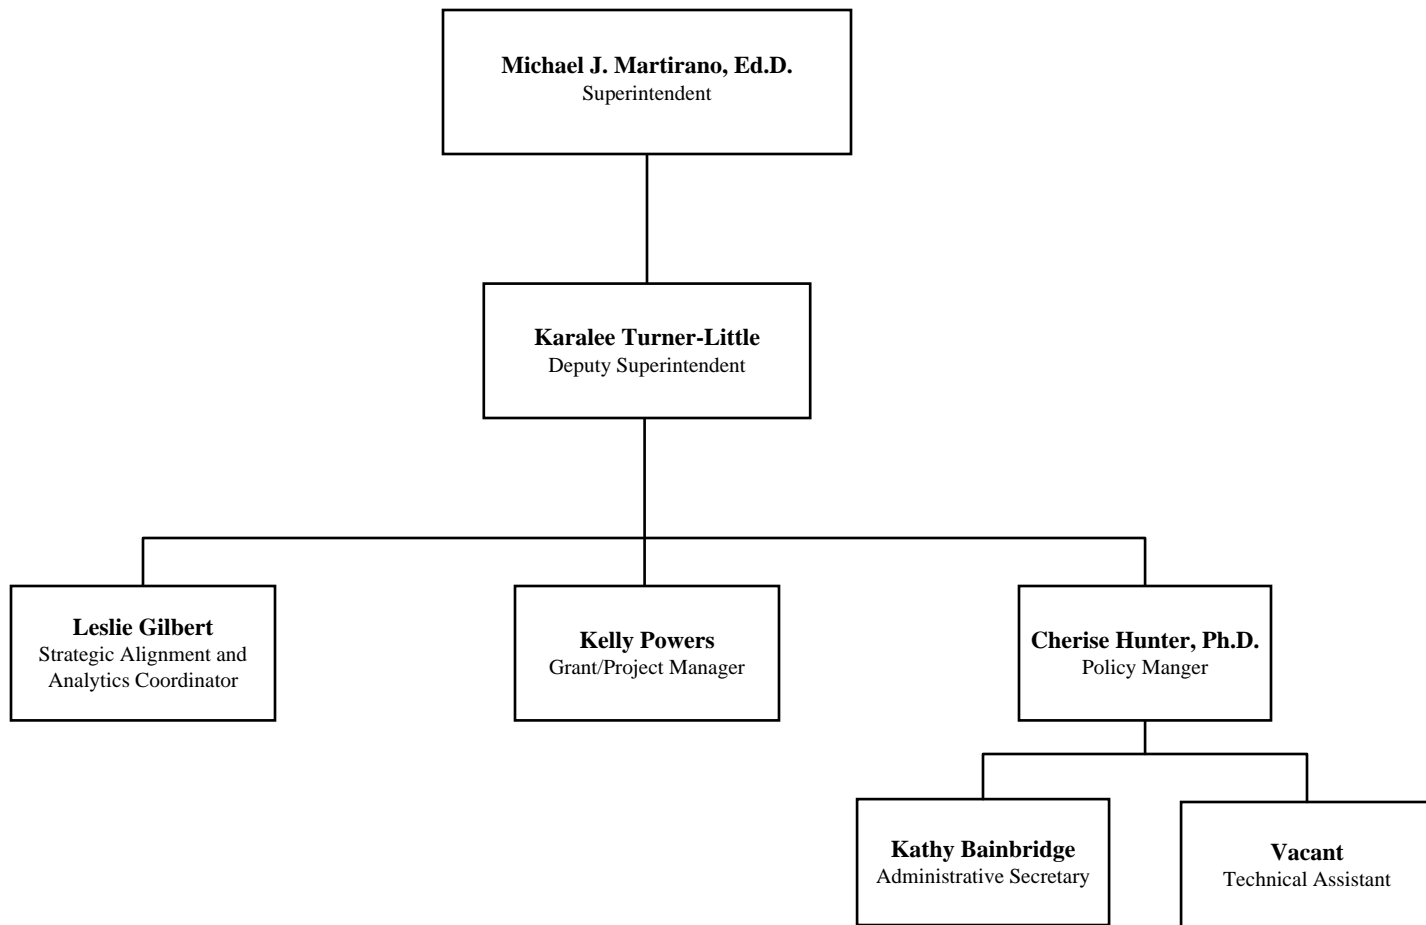 Michael J. Martirano, Ed.D.
Superintendent
Karalee Turner-Little
Deputy Superintendent
Leslie Gilbert
Strategic Alignment and
Analytics Coordinator
Kelly Powers
Grant/Project Manager
Cherise Hunter, Ph.D.
Policy Manger
Kathy Bainbridge
Administrative Secretary
Vacant
Technical Assistant